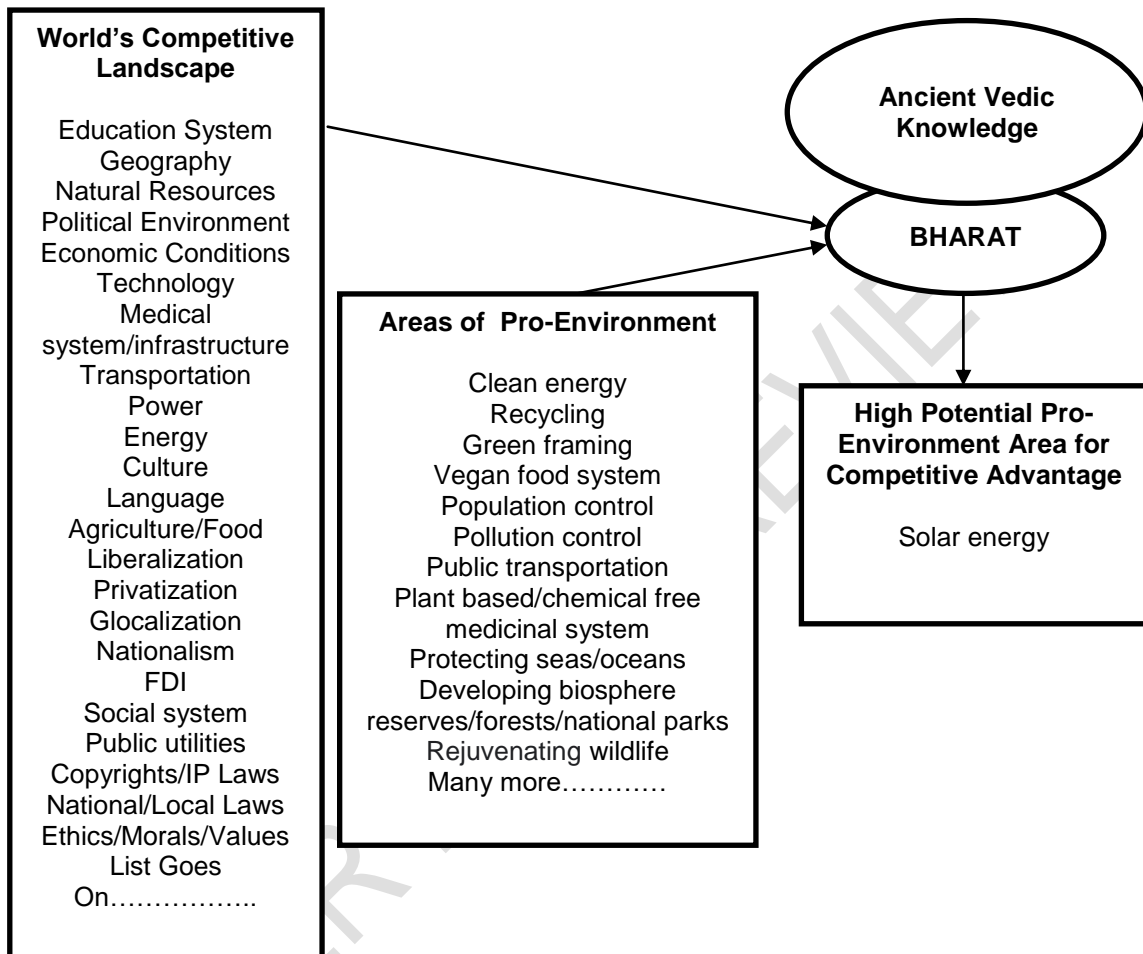 World’s Competitive
Landscape
Education System
Geography
Natural Resources
Political Environment
Economic Conditions
Technology
Medical
system/infrastructure
Transportation
Power
Energy
Culture
Language
Agriculture/Food
Liberalization
Privatization
Glocalization
Nationalism
FDI
Social system
Public utilities
Copyrights/IP Laws
National/Local Laws
Ethics/Morals/Values
List Goes
On………………..
Areas of Pro-Environment
Clean energy
Recycling
Green framing
Vegan food system
Population control
Pollution control
Public transportation
Plant based/chemical free
medicinal system
Protecting seas/oceans
Developing biosphere
reserves/forests/national parks
Rejuvenating wildlife
Many more…………
Ancient Vedic
Knowledge
BHARAT
High Potential Pro-
Environment Area for
Competitive Advantage
Solar energy